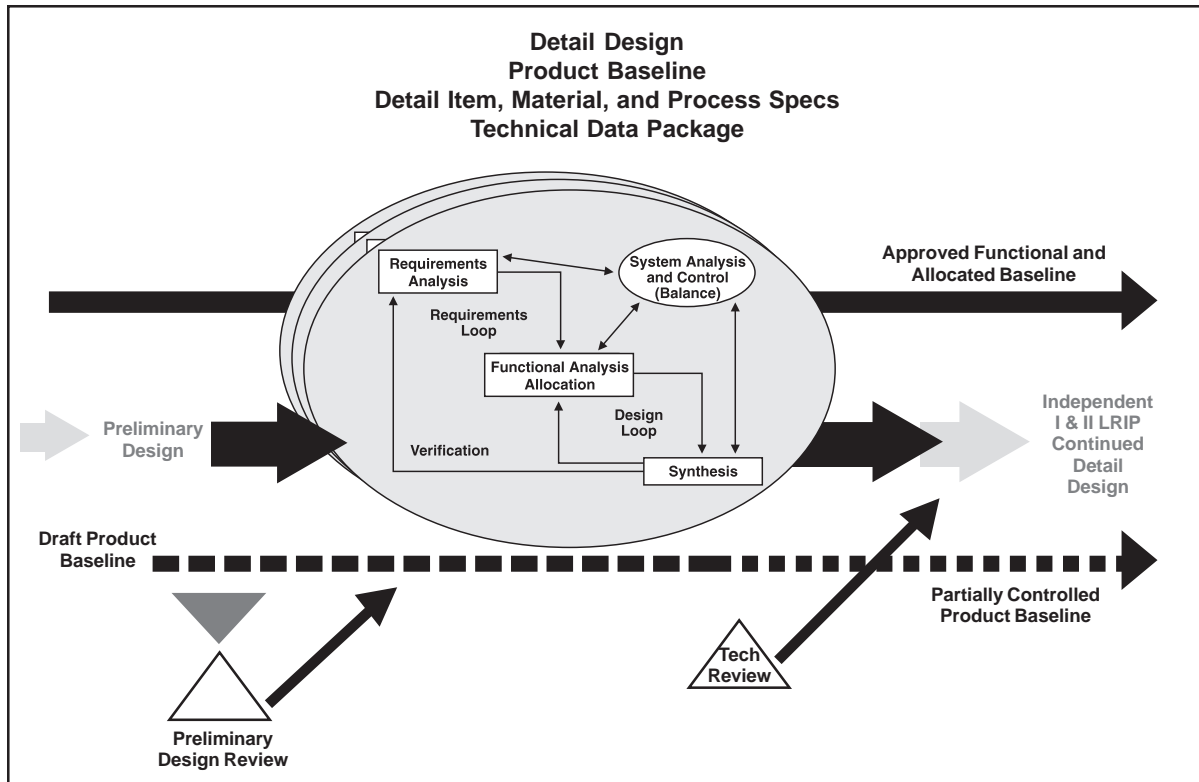 Detail Design
Product Baseline
Detail Item, Material, and Process Specs
Technical Data Package
Requirements
Analysis
System Analysis
and Control
(Balance)
Approved Functional and
Allocated Baseline
Requirements
Loop
Functional Analysis
Allocation
Preliminary
Design
Design
Loop
Verification
Synthesis
Independent
I & II LRIP
Continued
Detail
Design
Draft Product
Baseline
Partially Controlled
Product Baseline
Tech
Review
Preliminary
Design Review